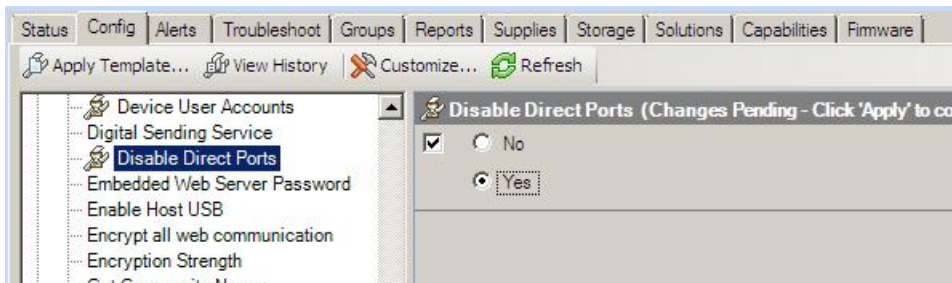 Status Config Alerts Troubleshoot Groups Reports Supplies Storage Solutions Capabilities Firmware
Apply Template... View History Customize... Refresh
Device User Accounts
Digital Sending Service
Disable Direct Ports
Embedded Web Server Password
Enable Host USB
Encrypt all web communication
Encryption Strength
Disable Direct Ports (Changes Pending - Click 'Apply' to co
No
Yes